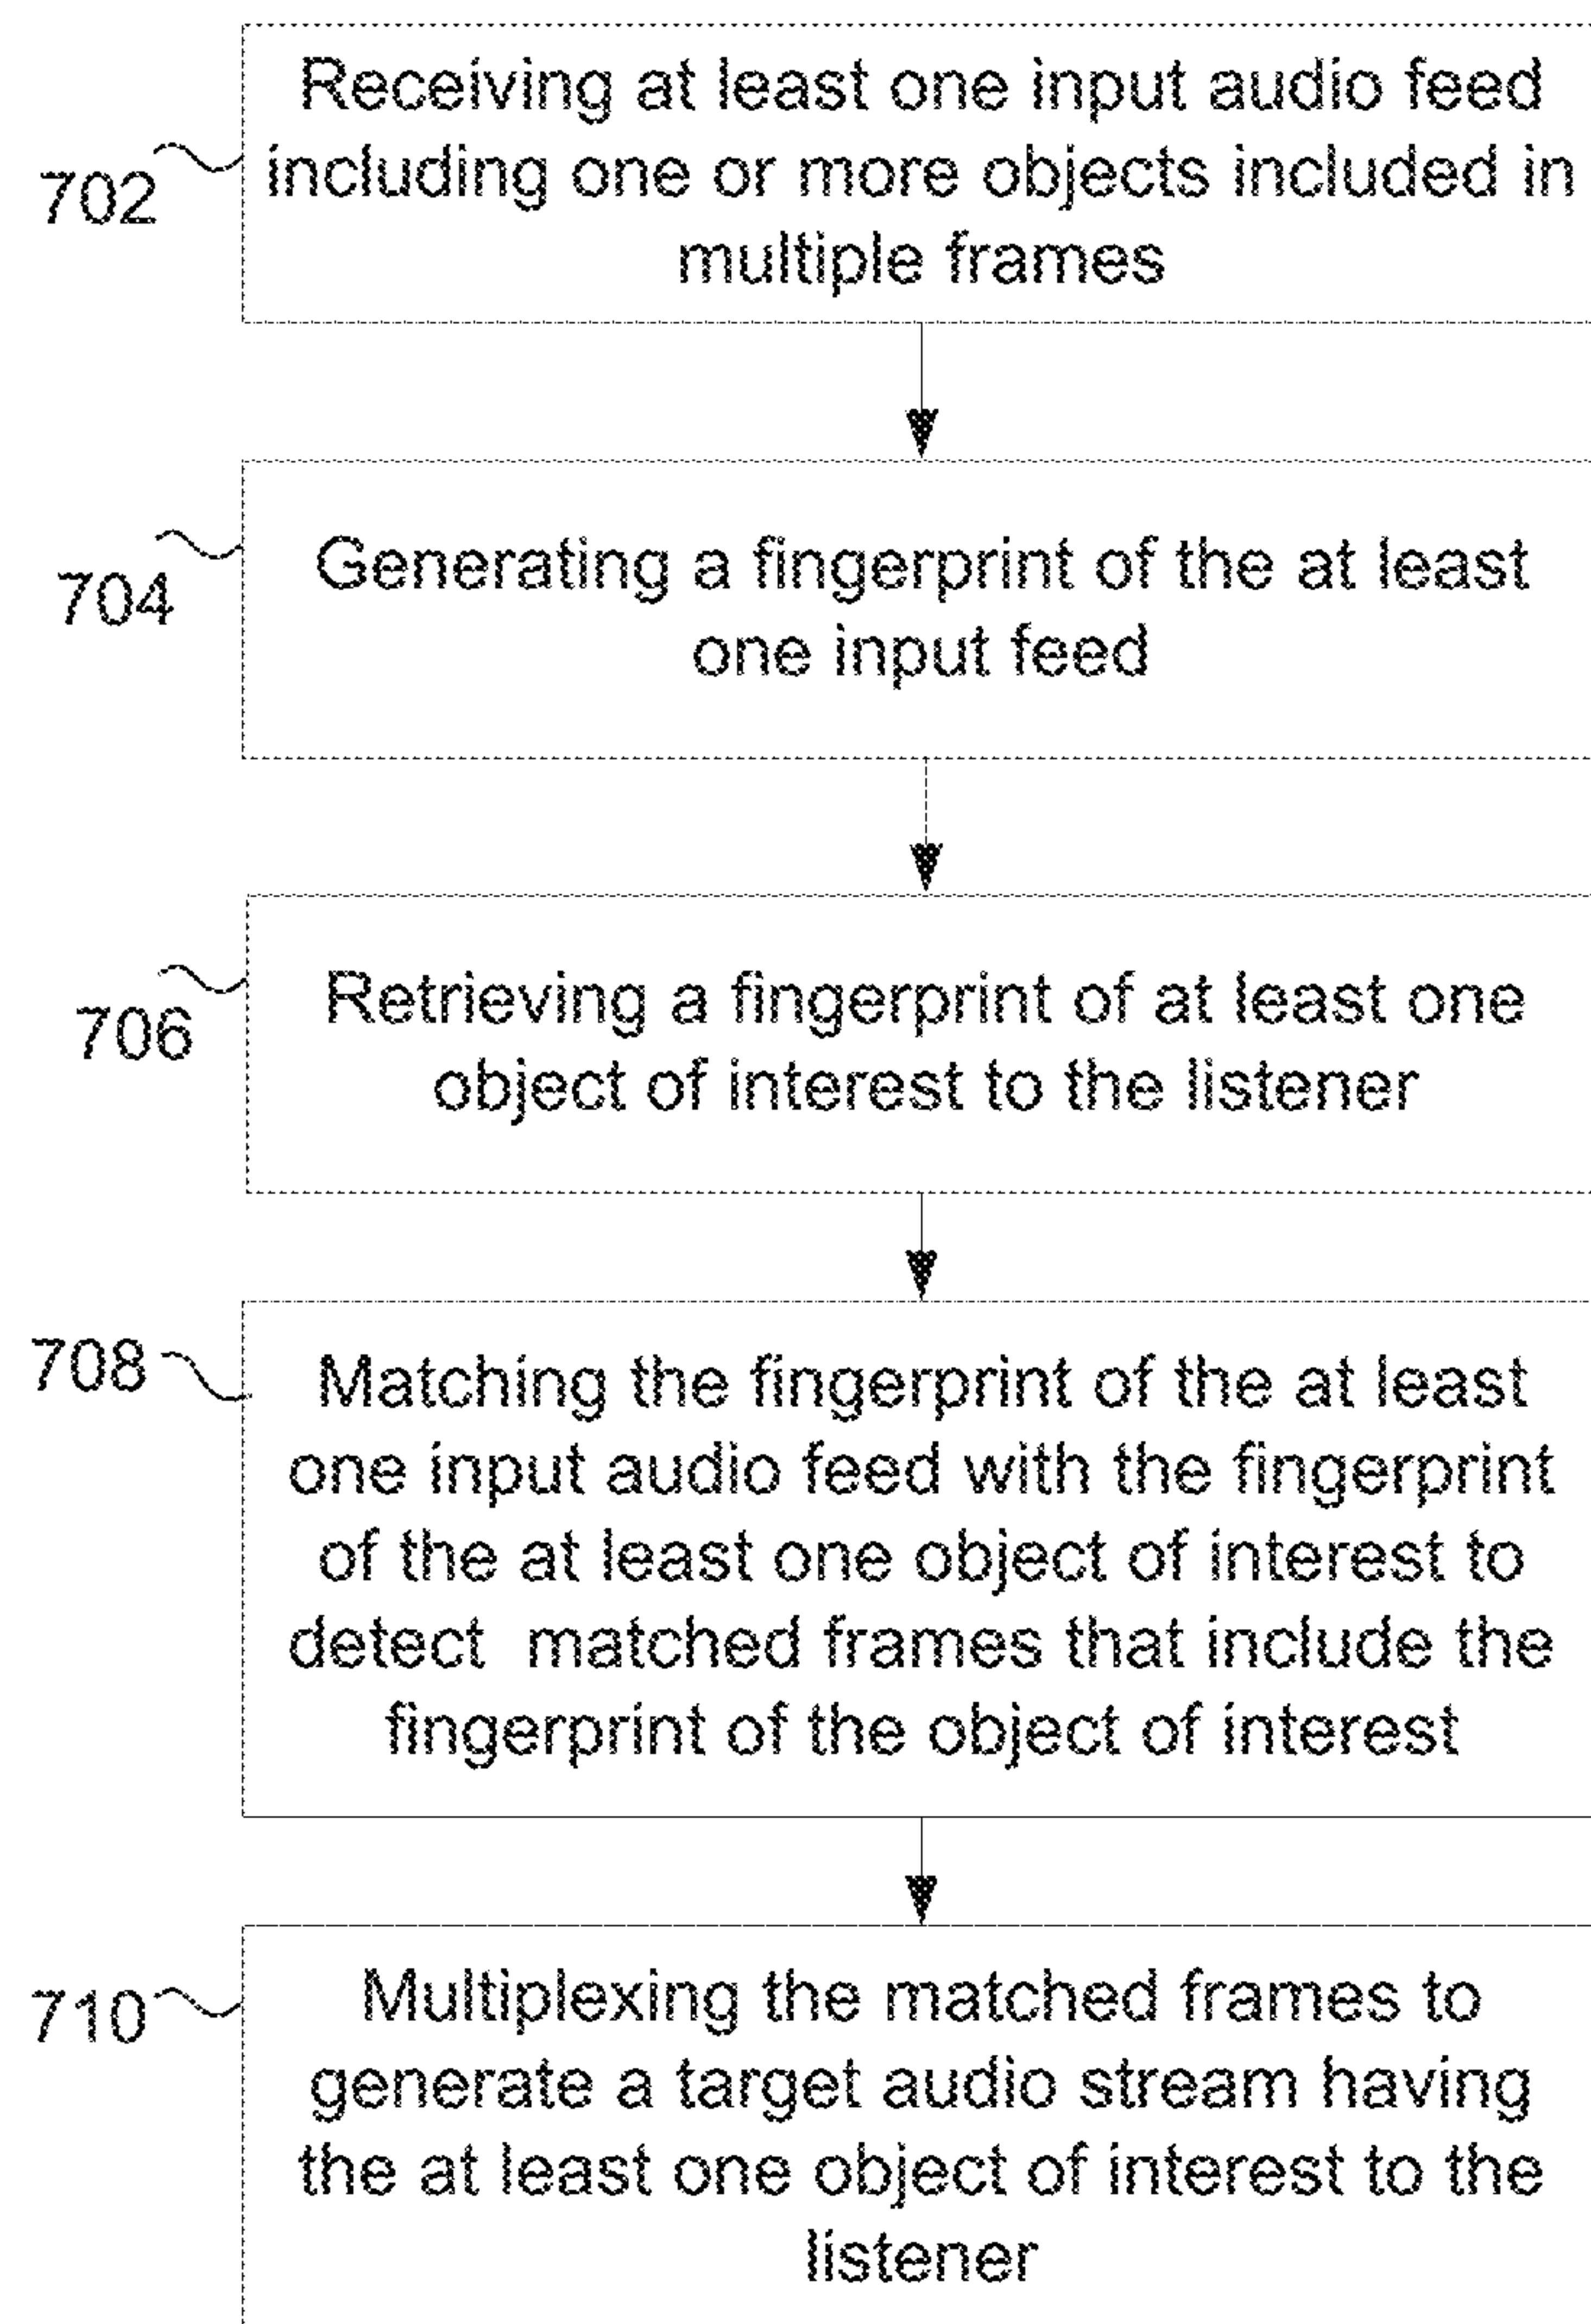 Receiving at least one input audio feed
including one or more objects included in
multiple frames
702
Generating a fingerprint of the at least
one input feed
704
Retrieving a fingerprint of at least one
object of interest to the listener
706
Matching the fingerprint of the at least
one input audio feed with the fingerprint
of the at least one object of interest to
detect  matched frames that include the
fingerprint of the object of interest
708
Multiplexing the matched frames to
generate a target audio stream having
the at least one object of interest to the
listener
710